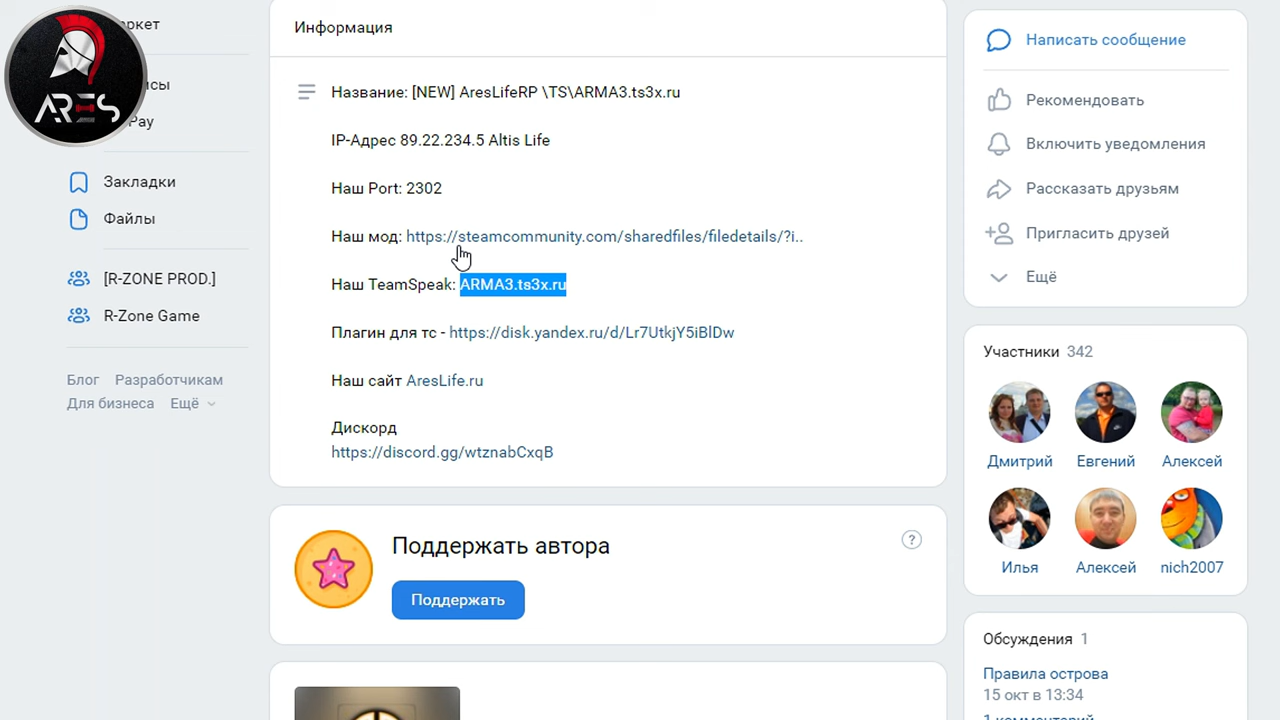 ARES
аркет
исы
Pay
Закладки
Файлы
[R-ZONE PROD.]
R-Zone Game
Блог Разработчикам
Для бизнеса Ещё
Информация
Название: [NEW] AresLifeRP \TS\ARMA3.ts3x.ru
IP-Адрес 89.22.234.5 Altis Life
Наш Port: 2302
Наш мод: https://steamcommunity.com/sharedfiles/filedetails/?i..
Наш TeamSpeak: ARMA3.ts3x.ru
Плагин для тс - https://disk.yandex.ru/d/Lr7UtkjY5iBlDw
Наш сайт AresLife.ru
Дискорд
https://discord.gg/wtznabCxqB
Поддержать автора
?
Поддержать
Написать сообщение
Рекомендовать
Включить уведомления
Рассказать друзьям
Пригласить друзей
Ещё
Участники 342
Дмитрий Евгений Алексей
Илья Алексей nich2007
Обсуждения 1
Правила острова
15 окт в 13:34